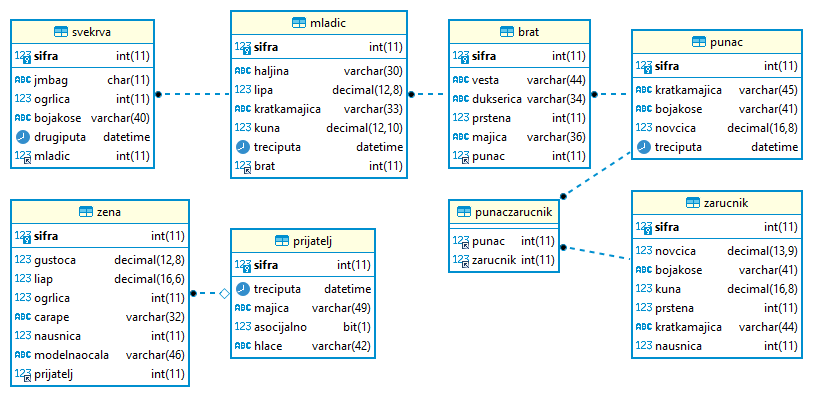 svekrva
123 sifra int(11)
ABC jmbag char(11)
123 ogrlica int(11)
ABC bojakose varchar(40)
drugiputa datetime
123 mladic int(11)
mladic
123 sifra int(11)
ABC haljina varchar(30)
123 lipa decimal(12,8)
ABC kratkamajica varchar(33)
123 kuna decimal(12,10)
treciputa datetime
123 brat int(11)
brat
123 sifra int(11)
ABC vesta varchar(44)
ABC dukserica varchar(34)
123 prstena int(11)
ABC majica varchar(36)
123 punac int(11)
punac
123 sifra int(11)
ABC kratkamajica varchar(45)
ABC bojakose varchar(41)
123 novcica decimal(16,8)
treciputa datetime
zena
123 sifra int(11)
123 gustoca decimal(12,8)
123 liap decimal(16,6)
123 ogrlica int(11)
ABC carape varchar(32)
123 nausnica int(11)
ABC modelnaocala varchar(46)
123 prijatelj int(11)
prijatelj
123 sifra int(11)
treciputa datetime
ABC majica varchar(49)
123 asocijalno bit(1)
ABC hlace varchar(42)
punaczarucnik
123 punac int(11)
123 zarucnik int(11)
zarucnik
123 sifra int(11)
123 novcica decimal(13,9)
ABC bojakose varchar(41)
123 kuna decimal(16,8)
123 prstena int(11)
ABC kratkamajica varchar(44)
123 nausnica int(11)